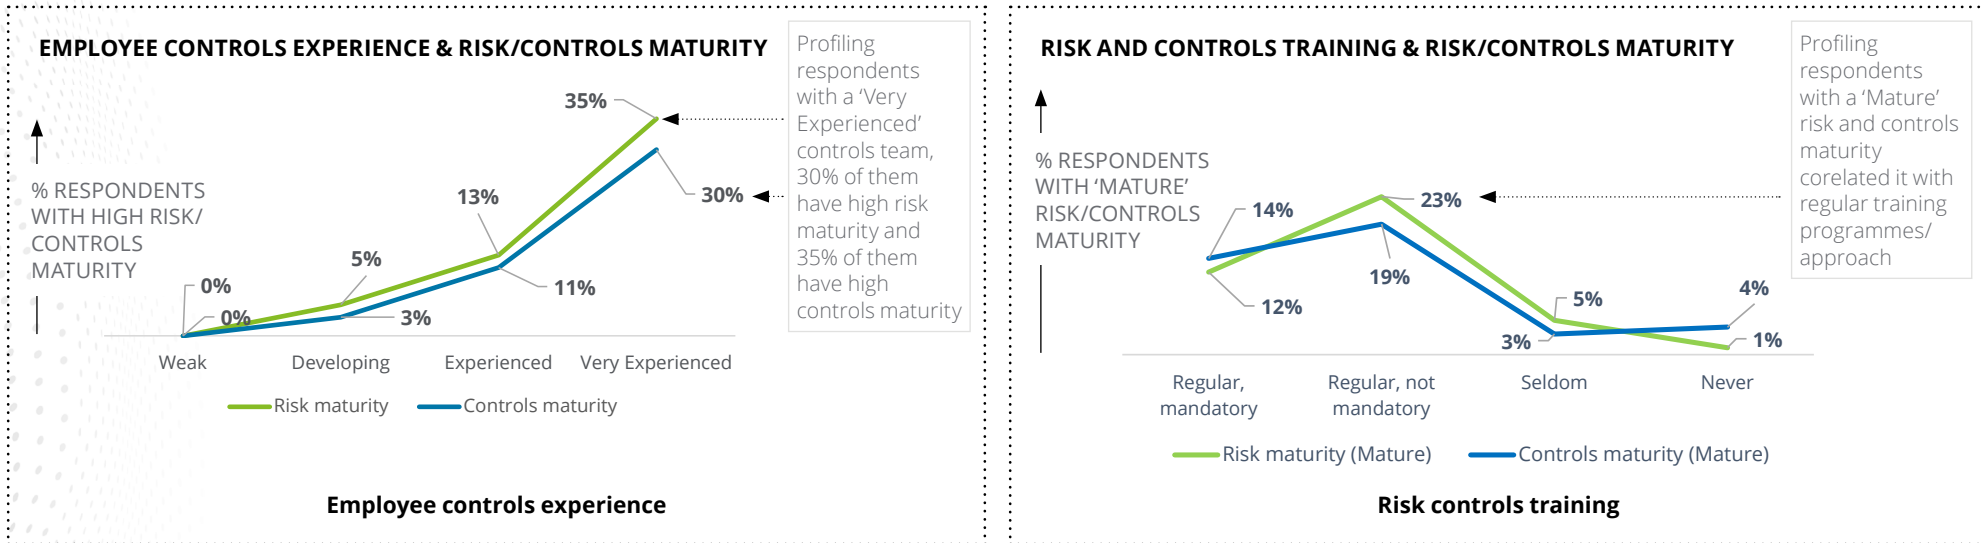 EMPLOYEE CONTROLS EXPERIENCE & RISK/CONTROLS MATURITY
Profiling
respondents
with a ‘Very
Experienced’
controls team,
30% of them
have high risk
maturity and
35% of them
have high
controls maturity
% RESPONDENTS
WITH HIGH RISK/
CONTROLS
MATURITY
35%
30%
13%
11%
5%
3%
0%
0%
Weak
Developing
Experienced
Very Experienced
Risk maturity
Controls maturity
Employee controls experience
RISK AND CONTROLS TRAINING & RISK/CONTROLS MATURITY
Profiling
respondents
with a ‘Mature’
risk and controls
maturity
corelated it with
regular training
programmes/
approach
% RESPONDENTS
WITH ‘MATURE’
RISK/CONTROLS
MATURITY
14%
12%
23%
19%
5%
3%
4%
1%
Regular,
mandatory
Regular, not
mandatory
Seldom
Never
Risk maturity (Mature)
Controls maturity (Mature)
Risk controls training